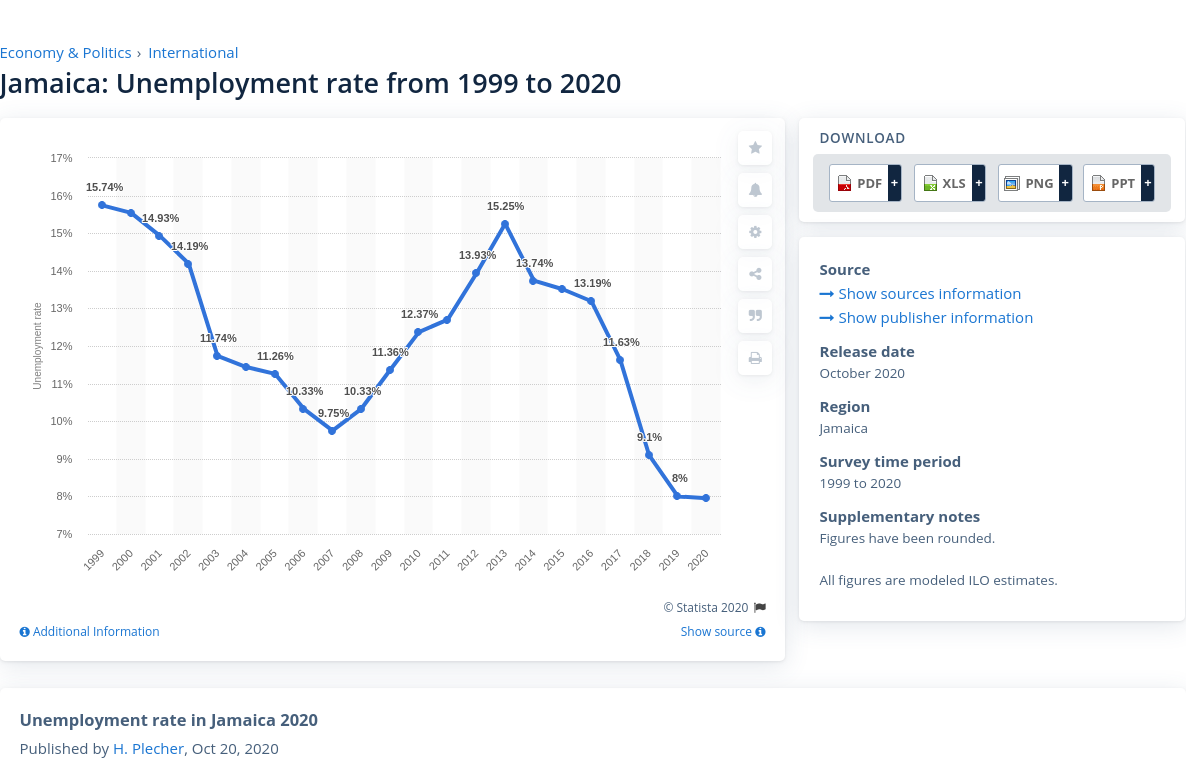 Economy & Politics › International
Jamaica: Unemployment rate from 1999 to 2020
17%
16%
15%
14%
13%
12%
11%
10%
9%
8%
7%
Unemployment rate
15.74%
14.93%
14.19%
11.74%
11.26%
10.33%
9.75%
10.33%
11.36%
12.37%
13.93%
15.25%
13.74%
13.19%
11.63%
9.1%
8%
1999
2000
2001
2002
2003
2004
2005
2006
2007
2008
2009
2010
2011
2012
2013
2014
2015
2016
2017
2018
2019
2020
© Statista 2020
Additional Information
Show source
DOWNLOAD
PDF + XLS + PNG + PPT +
Source
Show sources information
Show publisher information
Release date
October 2020
Region
Jamaica
Survey time period
1999 to 2020
Supplementary notes
Figures have been rounded.
All figures are modeled ILO estimates.
Unemployment rate in Jamaica 2020
Published by H. Plecher, Oct 20, 2020